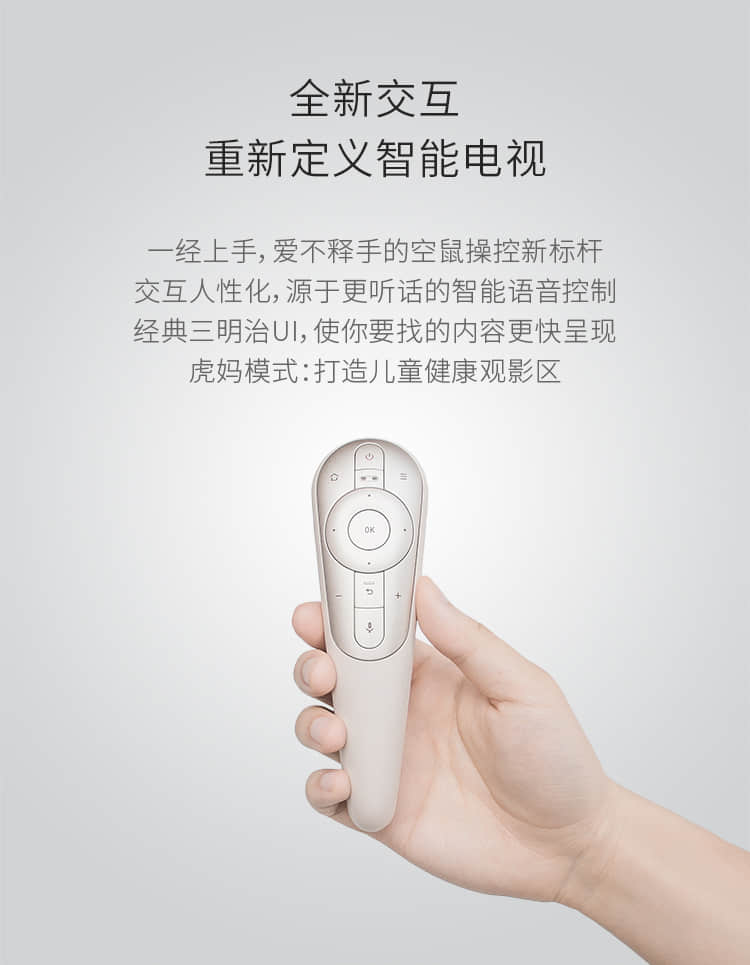 全新交互
重新定义智能电视
一经上手,爱不释手的空鼠操控新标杆
交互人性化,源于更听话的智能语音控制
经典三明治UI,使你要找的内容更快呈现
虎妈模式:打造儿童健康观影区
OK